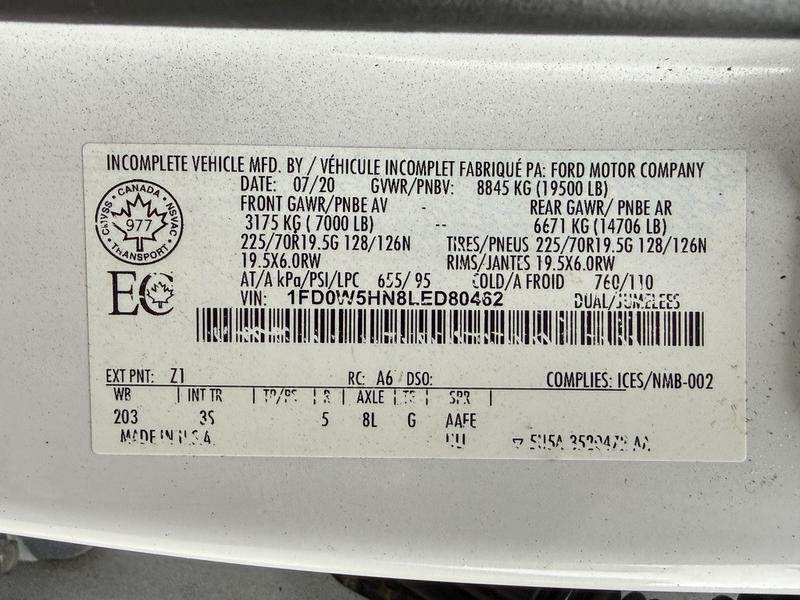 INCOMPLETE VEHICLE MFD. BY / VÉHICULE INCOMPLET FABRIQUÉ PA: FORD MOTOR COMPANY
DATE: 07/20 GVWR/PNBV: 8845 KG (19500 LB)
FRONT GAWR/PNBE AV REAR GAWR/ PNBE AR
3175 KG ( 7000 LB) -- 6671 KG (14706 LB)
225/70R19.5G 128/126N TIRES/PNEUS 225/70R19.5G 128/126N
19.5X6.0RW RIMS/JANTES 19.5X6.0RW
AT/A kPa/PSI/LPC 655/ 95 COLD/A FROID 760/110
VIN: 1FD0W5HN8LED80462 DUAL/JUMELEES
CANADA
CMVSS NSVAC
977
TRANSPORT
EC
EXT PNT: Z1 RC: A6 DSO: COMPLIES: ICES/NMB-002
WB INT TR TP/PS R AXLE TR SPR
203 3S 5 8L G AAFE
MADE IN U.S.A.